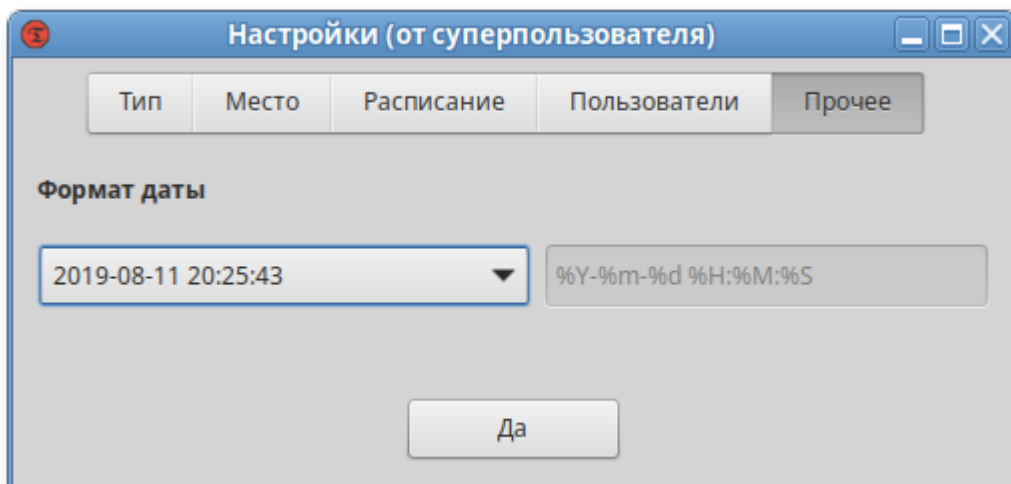 Настройки (от суперпользователя)
Тип Место Расписание Пользователи Прочее
Формат даты
2019-08-11 20:25:43 %Y-%m-%d %H:%M:%S
Да